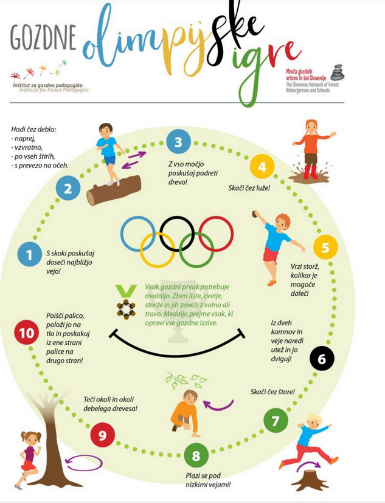 GOZDNE olimpijske
igre
Inštitut za gozdno pedagogiko
Institute for Forest Pedagogics
Mreža gozdnih
vrtcev in šol Slovenije
The Slovenian Network of Forest
Kindergartens and Schools
Hodi čez deblo:
- naprej,
- vzvratno,
- po vseh štirih,
- s prevezo na očeh.
2
3
Z vso močjo
poskušaj podreti
drevo!
4
Skači čez luže!
1
S skoki poskušaj
doseči najbližjo
vejo!
5
Vrzi storž,
kolikor je
mogoče
daleč!
Vsak gozdni prvak potrebuje
medaljo. Zberi liste, cvetje,
storže in jih zaveži z volno ali
travo. Medaljo prejme vsak, ki
opravi vse gozdne izzive.
10
Poišči palico,
položi jo na
tla in poskakuj
iz ene strani
palice na
drugo stran!
Iz dveh
kamnov in
veje naredi
utež in jo
dviguj!
6
Teči okoli in okoli
debelega drevesa!
9
Skoči čez štore!
7
8
Plazi se pod
nizkimi vejami!